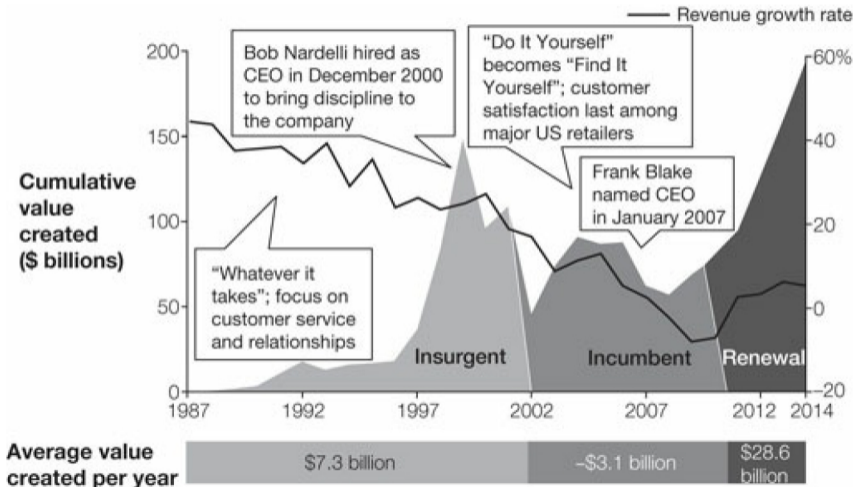 Revenue growth rate
200
150
100
50
0
Cumulative
value
created
($ billions)
60%
40
20
0
–20
Bob Nardelli hired as
CEO in December 2000
to bring discipline to
the company
“Do It Yourself”
becomes “Find It
Yourself”; customer
satisfaction last among
major US retailers
Frank Blake
named CEO
in January 2007
“Whatever it
takes”; focus on
customer service
and relationships
Insurgent
Incumbent
Renewal
1987
1992
1997
2002
2007
2012
2014
Average value
created per year
$7.3 billion
–$3.1 billion
$28.6
billion